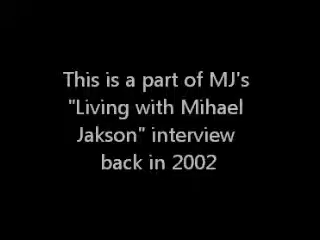 This is a part of MJ's
"Living with Mihael
Jakson" interview
back in 2002